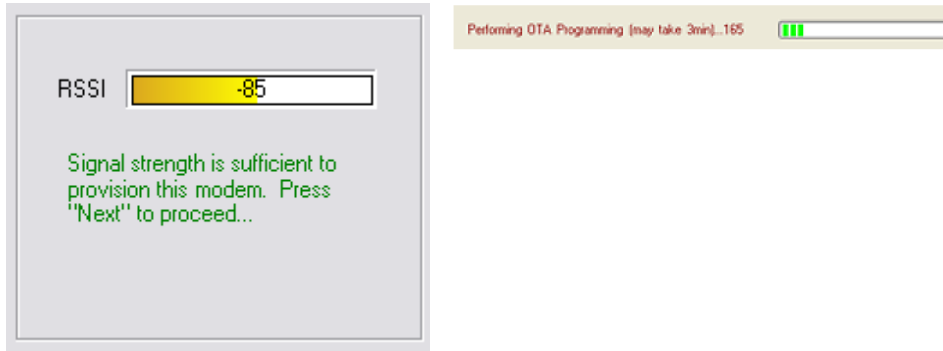 RSSI -85
Signal strength is sufficient to
provision this modem. Press
"Next" to proceed...
Performing OTA Programming (may take 3min)...165